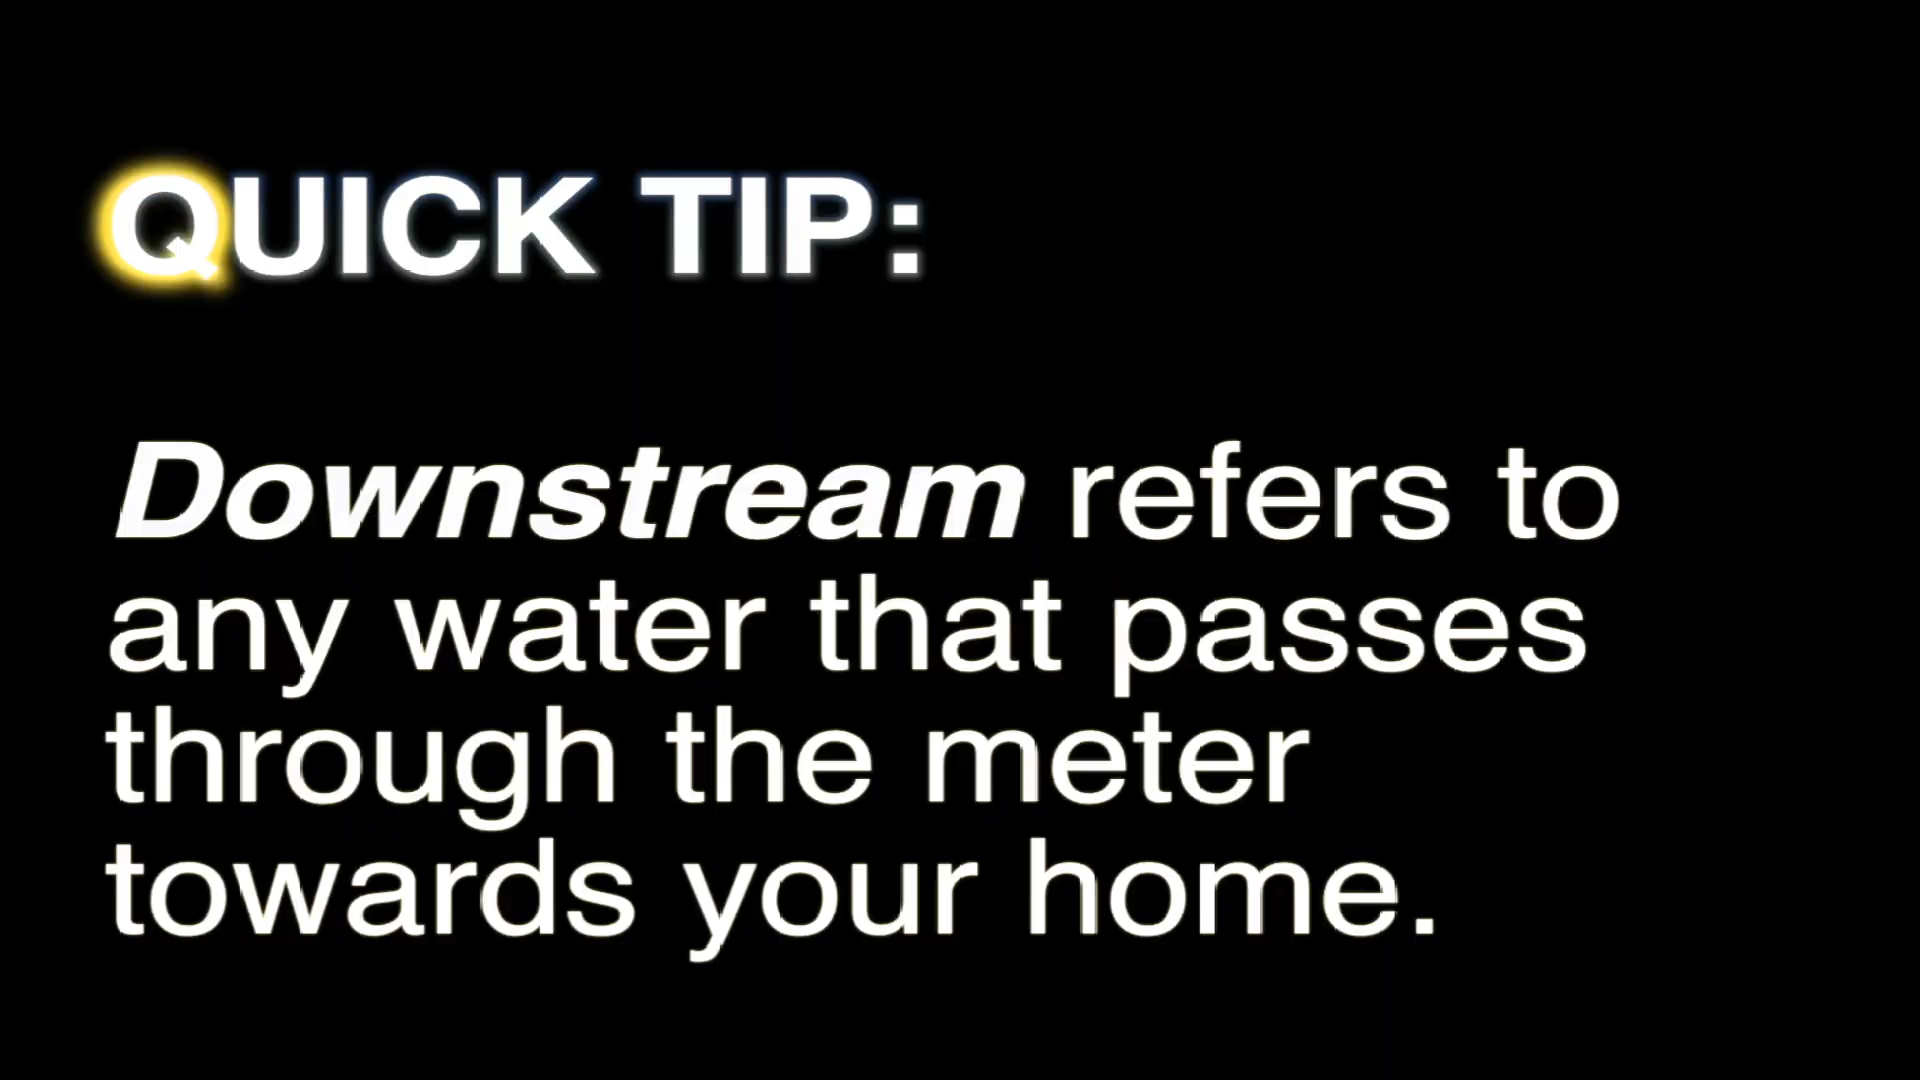 QUICK TIP:
Downstream refers to
any water that passes
through the meter
towards your home.